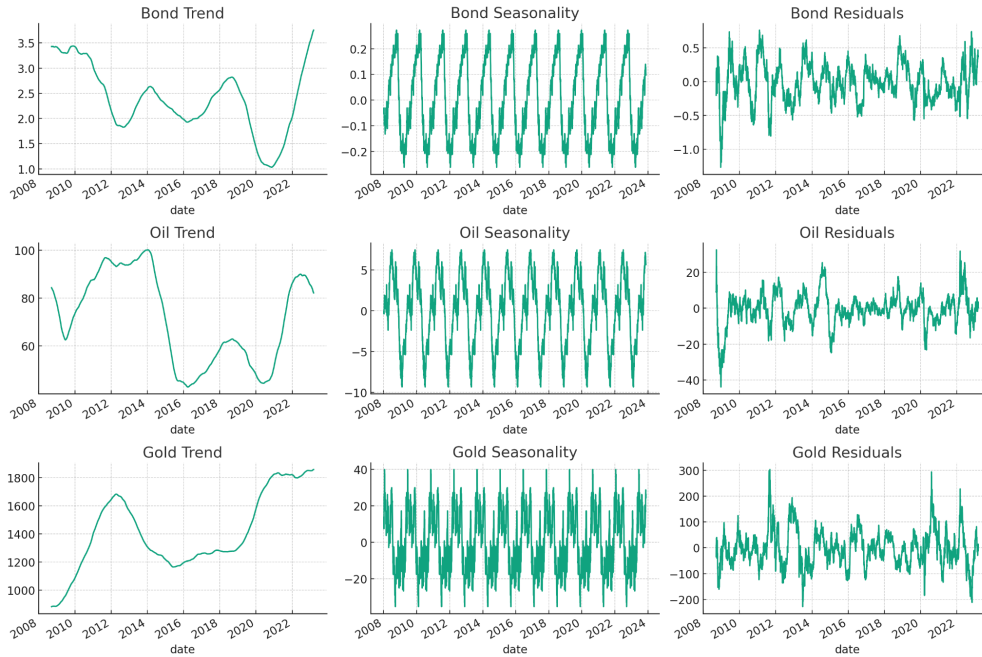 Bond Trend
3.5
3.0
2.5
2.0
1.5
1.0
2008 2010 2012 2014 2016 2018 2020 2022
date
Bond Seasonality
0.2
0.1
0.0
−0.1
−0.2
2008 2010 2012 2014 2016 2018 2020 2022 2024
date
Bond Residuals
0.5
0.0
−0.5
−1.0
2008 2010 2012 2014 2016 2018 2020 2022
date
Oil Trend
100
80
60
2008 2010 2012 2014 2016 2018 2020 2022
date
Oil Seasonality
5
0
−5
−10
2008 2010 2012 2014 2016 2018 2020 2022 2024
date
Oil Residuals
20
0
−20
−40
2008 2010 2012 2014 2016 2018 2020 2022
date
Gold Trend
1800
1600
1400
1200
1000
2008 2010 2012 2014 2016 2018 2020 2022
date
Gold Seasonality
40
20
0
−20
2008 2010 2012 2014 2016 2018 2020 2022 2024
date
Gold Residuals
300
200
100
0
−100
−200
2008 2010 2012 2014 2016 2018 2020 2022
date